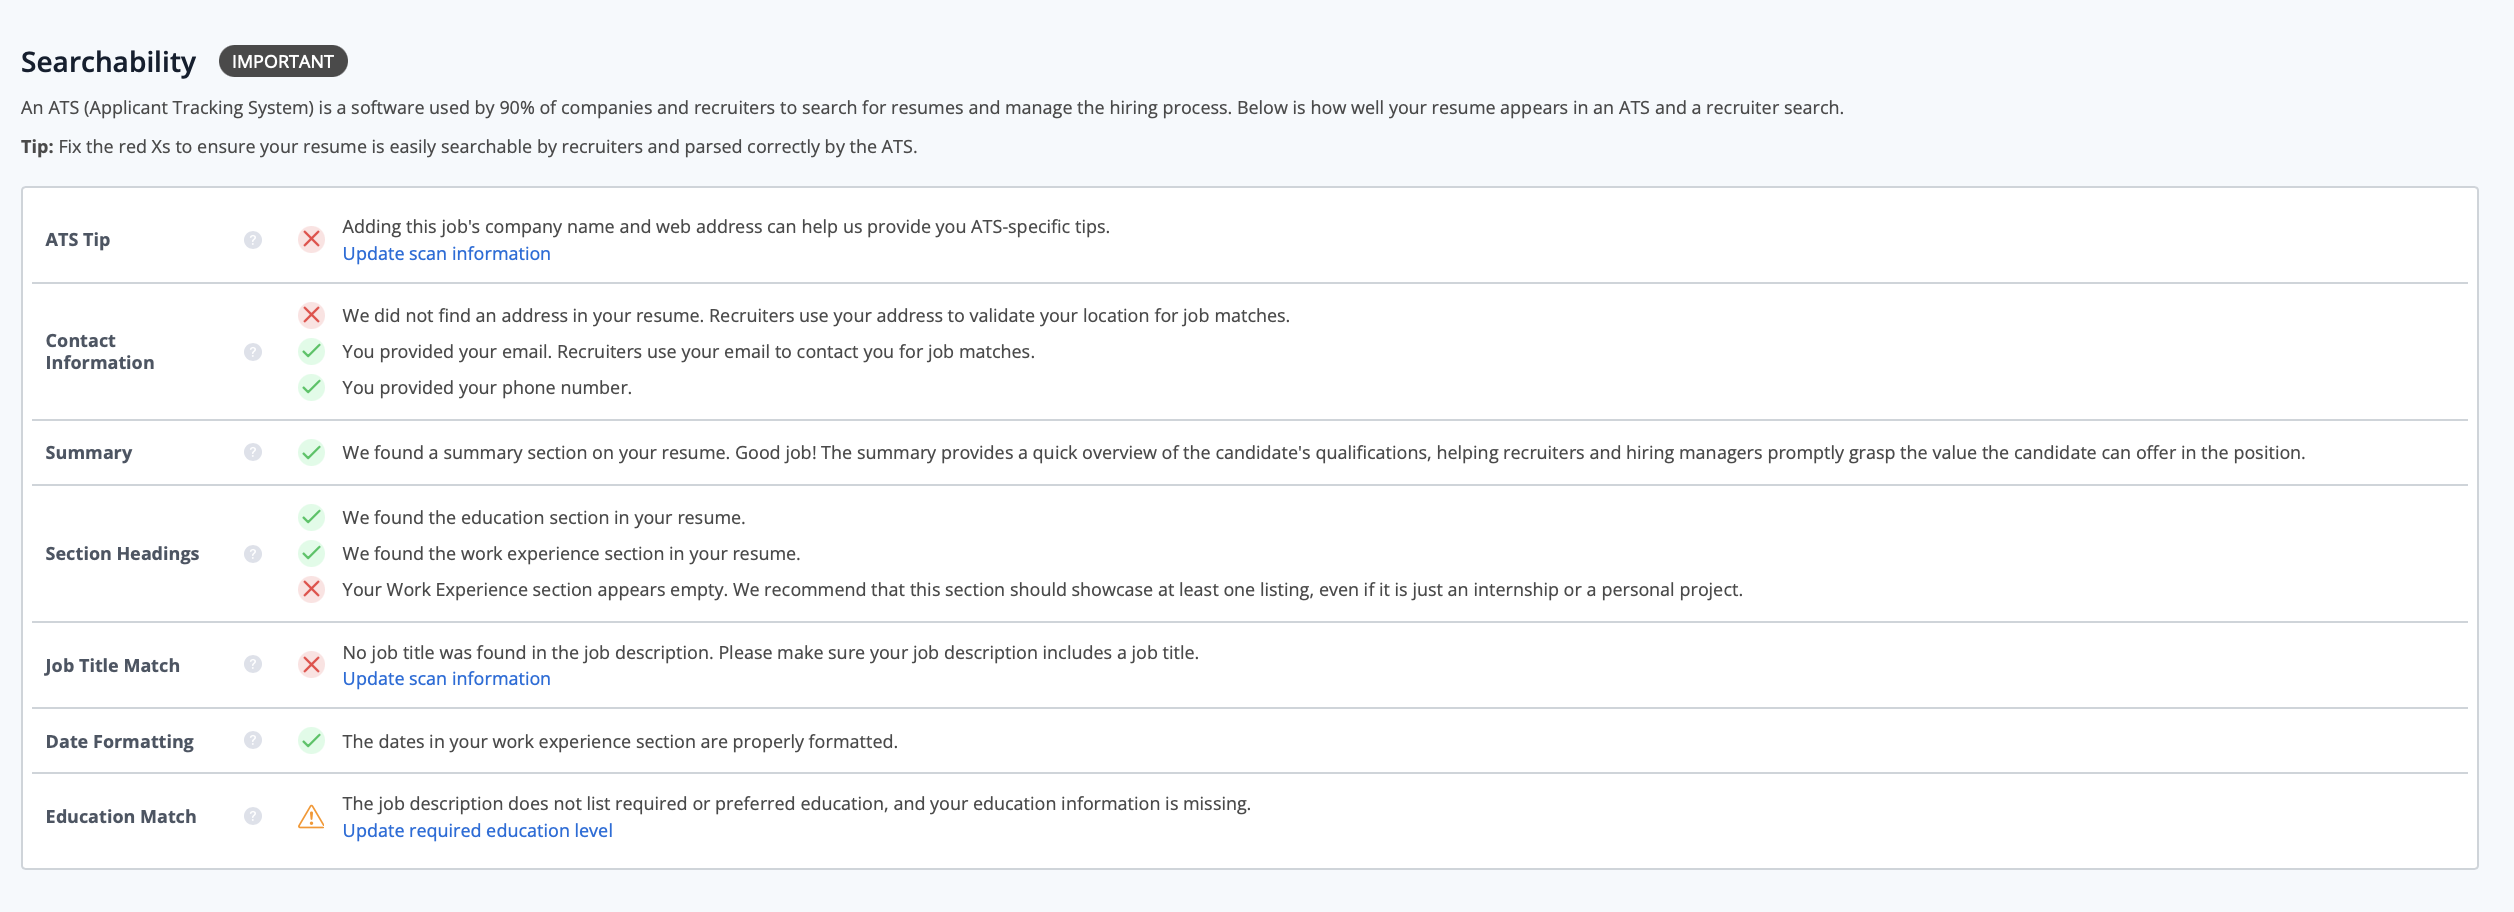 Searchability IMPORTANT
An ATS (Applicant Tracking System) is a software used by 90% of companies and recruiters to search for resumes and manage the hiring process. Below is how well your resume appears in an ATS and a recruiter search.
Tip: Fix the red Xs to ensure your resume is easily searchable by recruiters and parsed correctly by the ATS.
ATS Tip
?
Adding this job's company name and web address can help us provide you ATS-specific tips.
Update scan information
Contact
Information
?
We did not find an address in your resume. Recruiters use your address to validate your location for job matches.
You provided your email. Recruiters use your email to contact you for job matches.
You provided your phone number.
Summary
?
We found a summary section on your resume. Good job! The summary provides a quick overview of the candidate's qualifications, helping recruiters and hiring managers promptly grasp the value the candidate can offer in the position.
Section Headings
?
We found the education section in your resume.
We found the work experience section in your resume.
Your Work Experience section appears empty. We recommend that this section should showcase at least one listing, even if it is just an internship or a personal project.
Job Title Match
?
No job title was found in the job description. Please make sure your job description includes a job title.
Update scan information
Date Formatting
?
The dates in your work experience section are properly formatted.
Education Match
?
The job description does not list required or preferred education, and your education information is missing.
Update required education level